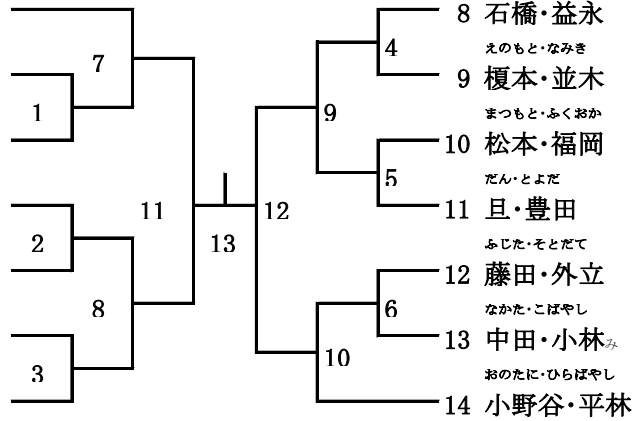 8 石橋・益永
えのもと・なみき
7
4
9 榎本・並木
1
まつもと・ふくおか
9
10 松本・福岡
だん・とよだ
5
11 旦・豊田
11
12
2
13
ふじた・そとだて
12 藤田・外立
8
なかた・こばやし
6
13 中田・小林み
10
3
おのたに・ひらばやし
14 小野谷・平林